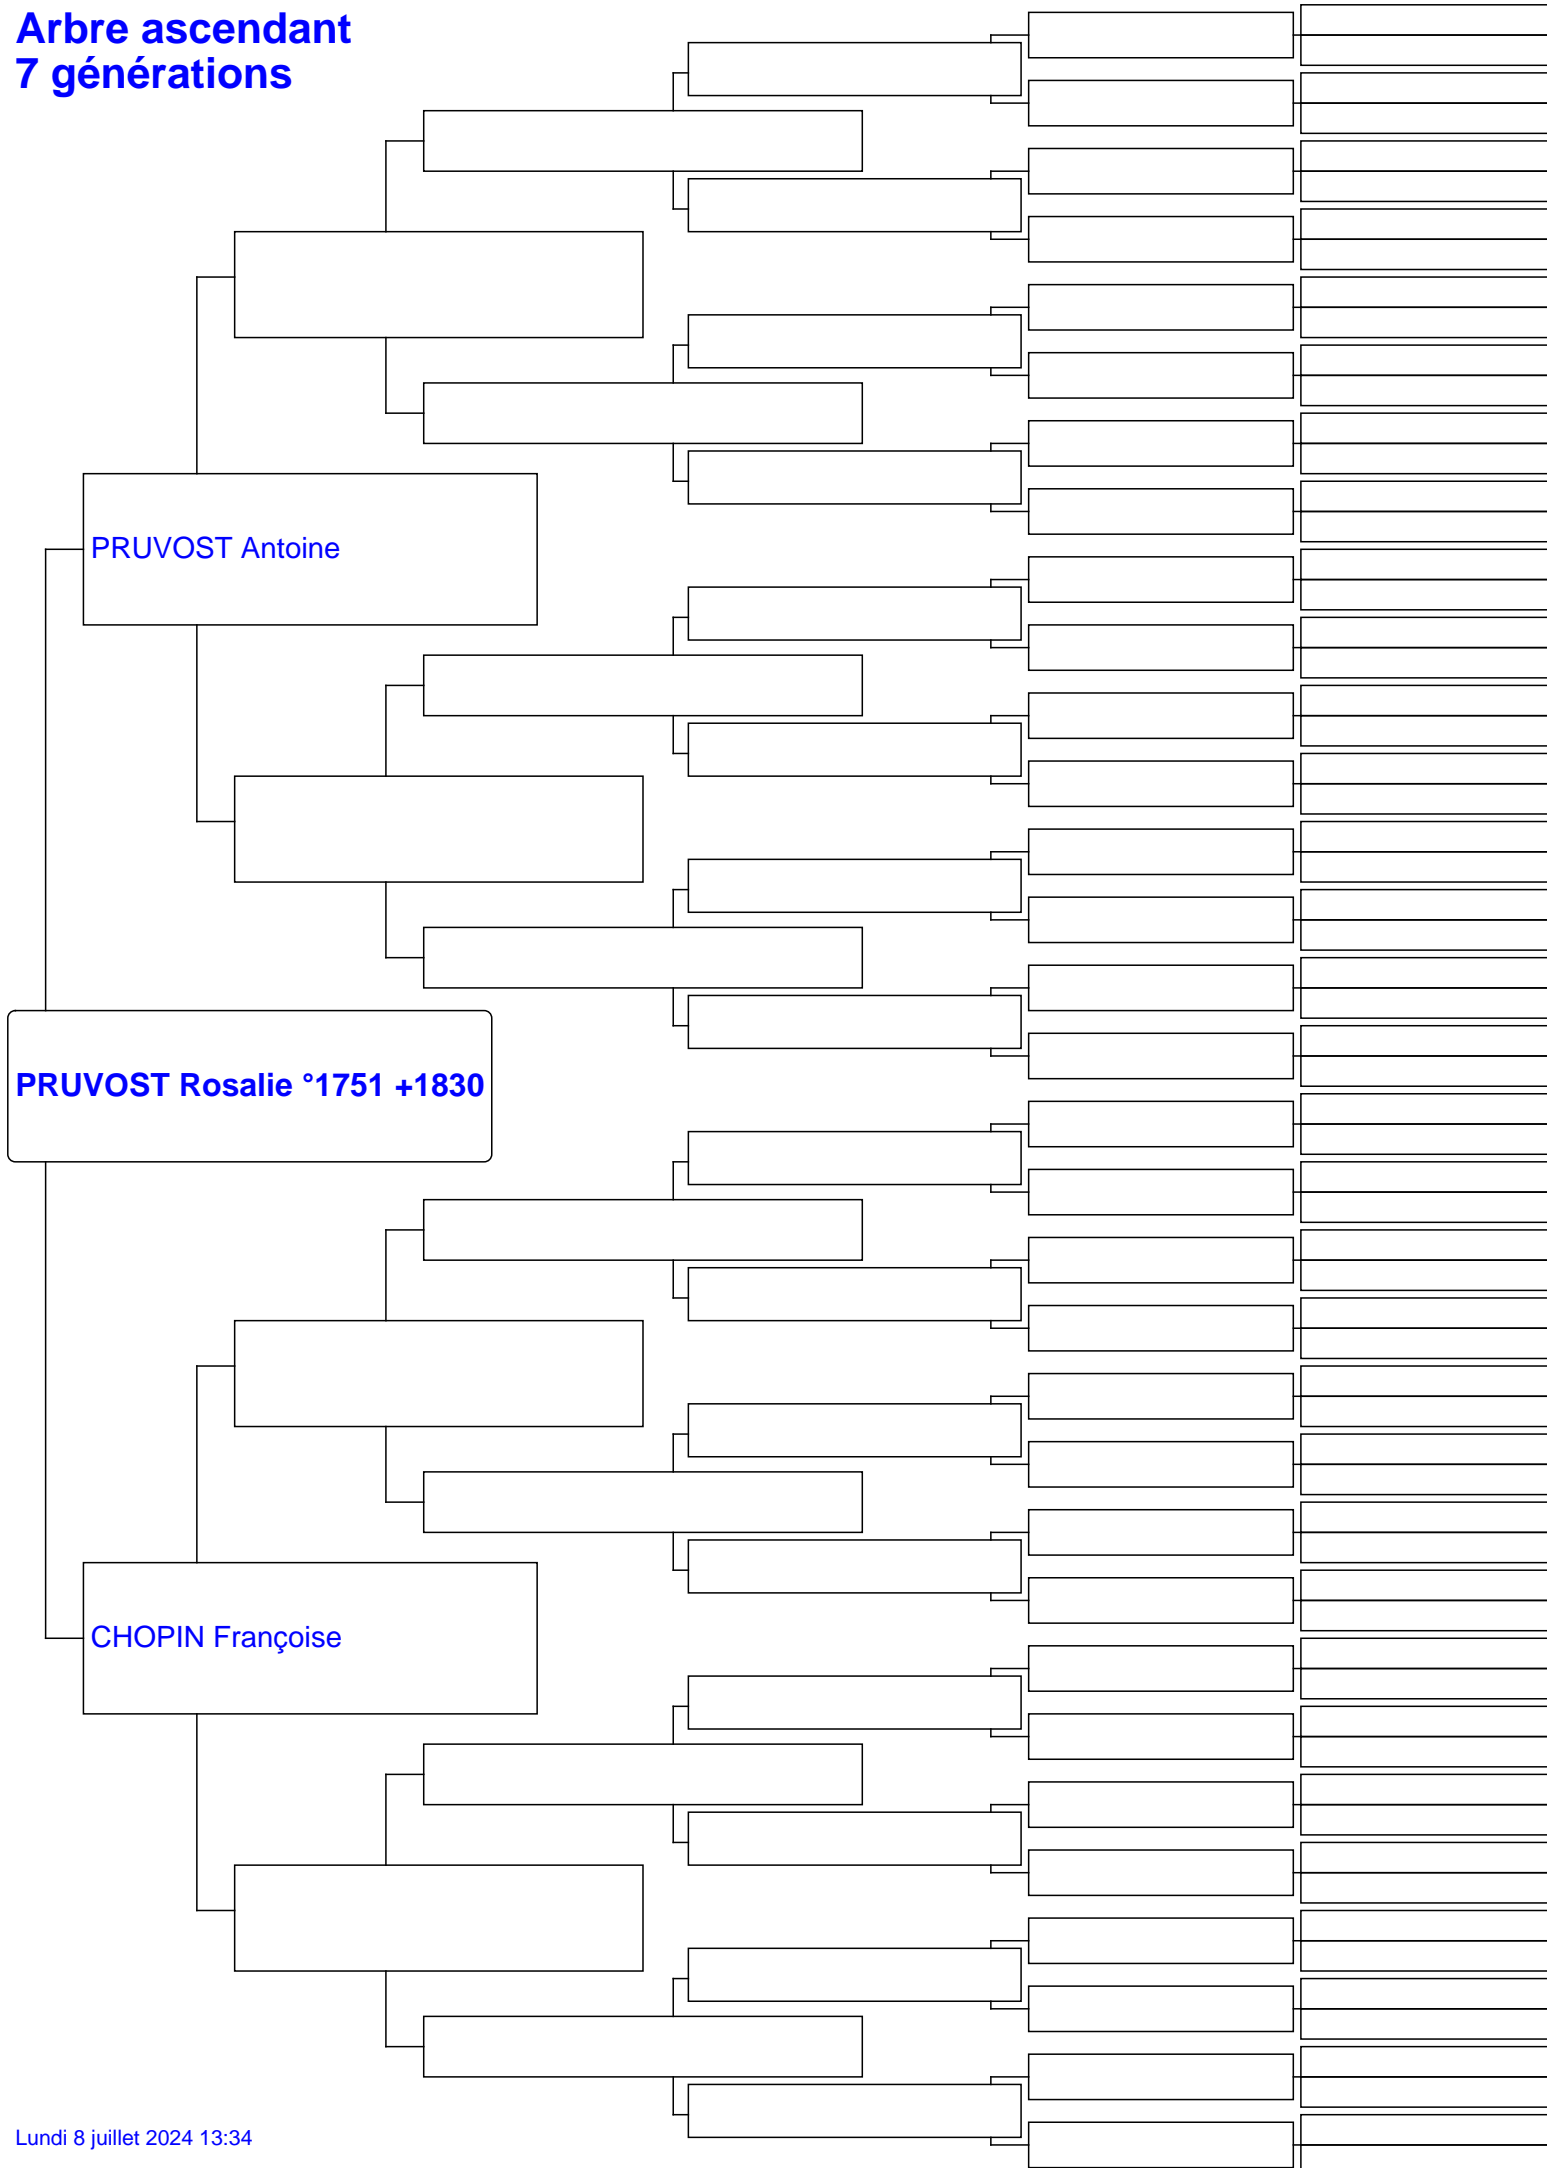 Arbre ascendant
7 générations
PRUVOST Antoine
PRUVOST Rosalie °1751 +1830
CHOPIN Françoise
Lundi 8 juillet 2024 13:34